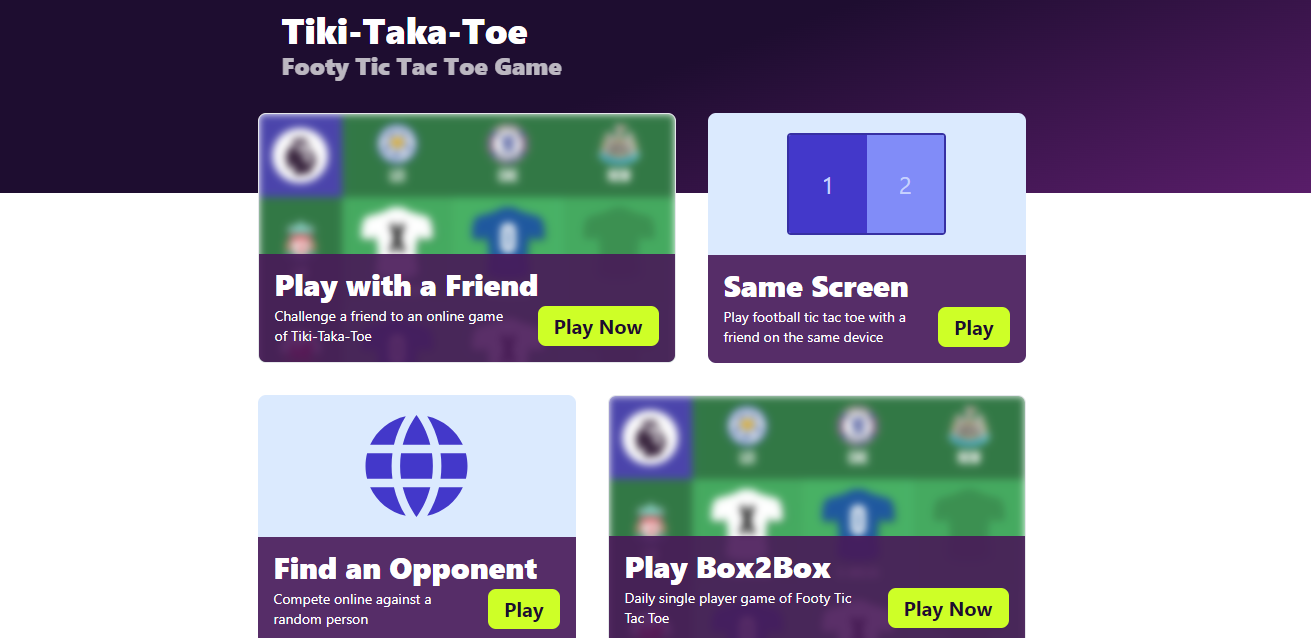 Tiki-Taka-Toe
Footy Tic Tac Toe Game
Play with a Friend
Challenge a friend to an online game
of Tiki-Taka-Toe
Play Now
1 2
Same Screen
Play football tic tac toe with a
friend on the same device
Play
Find an Opponent
Compete online against a
random person
Play
Play Box2Box
Daily single player game of Footy Tic
Tac Toe
Play Now